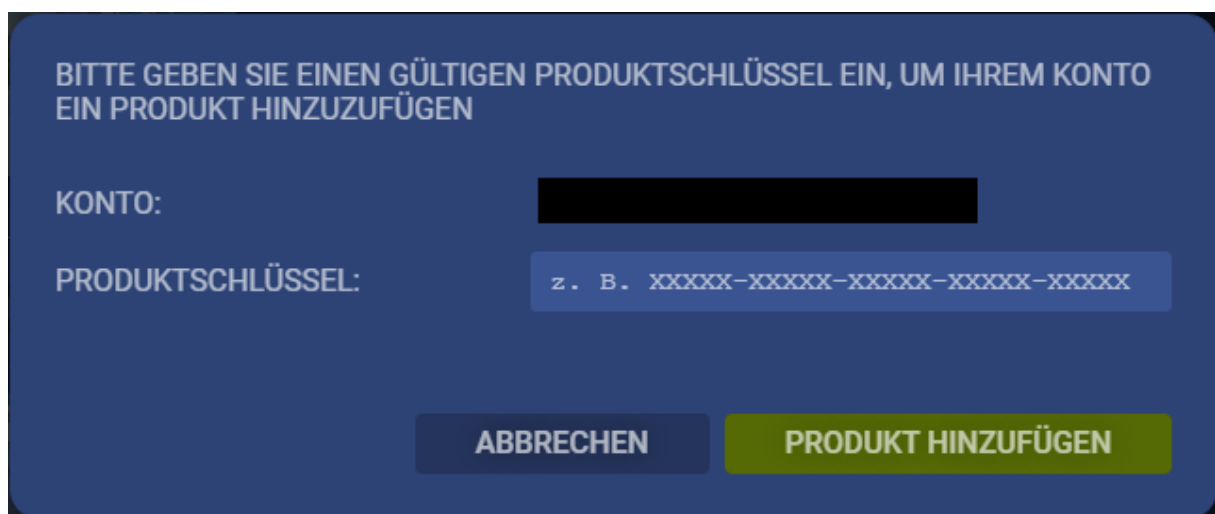 BITTE GEBEN SIE EINEN GÜLTIGEN PRODUKTSCHLÜSSEL EIN, UM IHREM KONTO
EIN PRODUKT HINZUZUFÜGEN
KONTO:
PRODUKTSCHLÜSSEL: z. B. XXXXX-XXXXX-XXXXX-XXXXX-XXXXX
ABBRECHEN PRODUKT HINZUFÜGEN